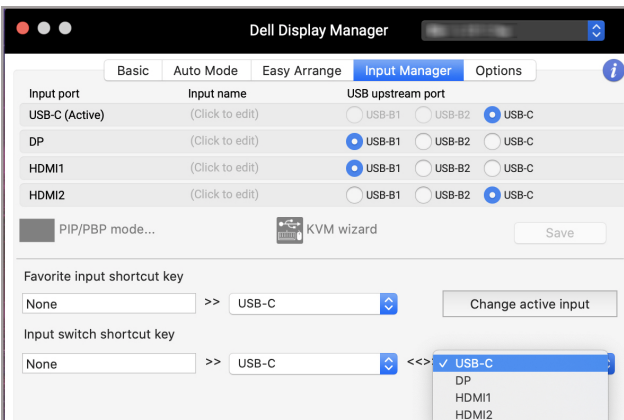 Dell Display Manager
Basic Auto Mode Easy Arrange Input Manager Options i
Input port Input name USB upstream port
USB-C (Active) (Click to edit) USB-B1 USB-B2 USB-C
DP (Click to edit) USB-B1 USB-B2 USB-C
HDMI1 (Click to edit) USB-B1 USB-B2 USB-C
HDMI2 (Click to edit) USB-B1 USB-B2 USB-C
PIP/PBP mode... KVM wizard Save
Favorite input shortcut key
None >> USB-C Change active input
Input switch shortcut key
None >> USB-C <<>> ✓ USB-C
DP
HDMI1
HDMI2